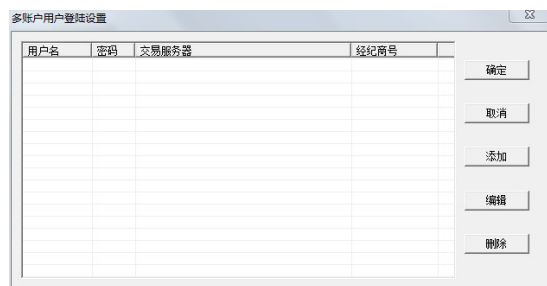 多账户用户登陆设置
用户名 密码 交易服务器 经纪商号
确定
取消
添加
编辑
删除